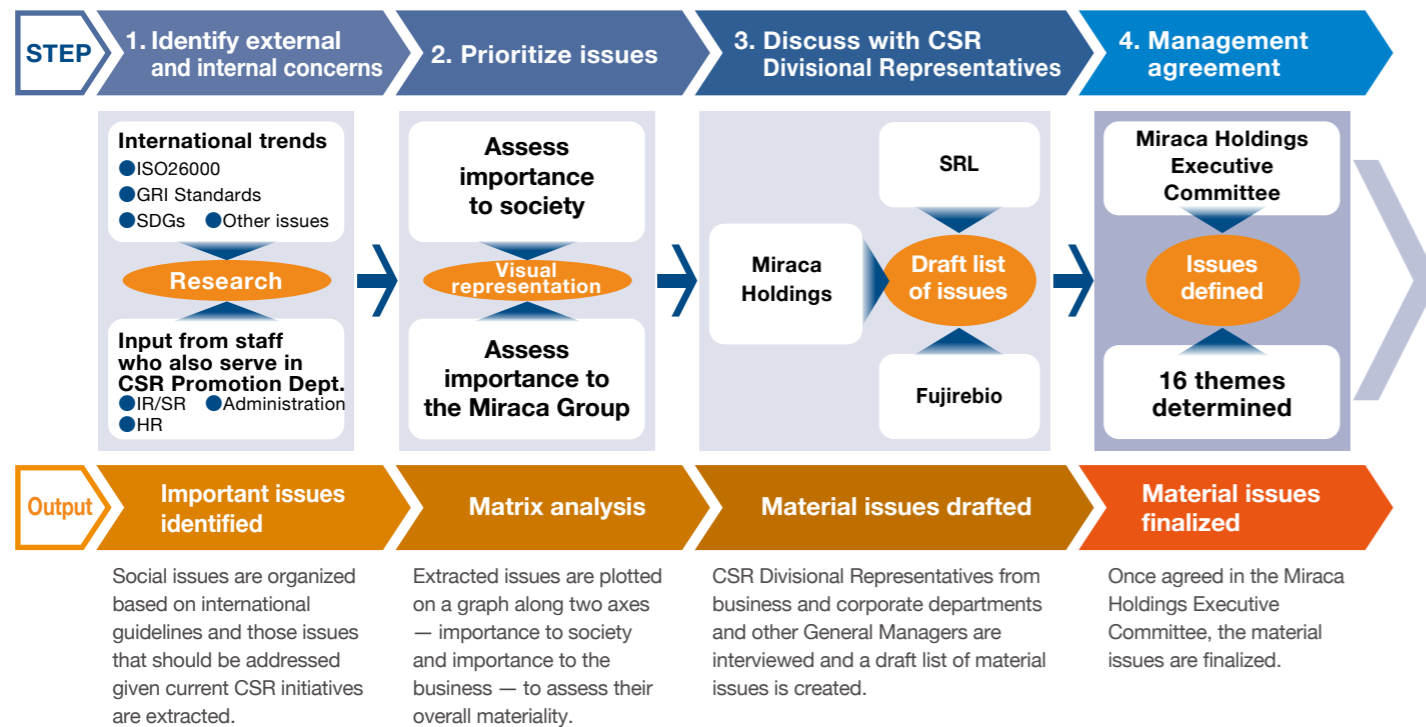 STEP
1. Identify external
and internal concerns
2. Prioritize issues
3. Discuss with CSR
Divisional Representatives
4. Management
agreement
International trends
●ISO26000
●GRI Standards
●SDGs ●Other issues
Research
Input from staff
who also serve in
CSR Promotion Dept.
●IR/SR ●Administration
●HR
Assess
importance
to society
Visual
representation
Assess
importance to
the Miraca Group
SRL
Miraca
Holdings
Draft list
of issues
Fujirebio
Miraca Holdings
Executive
Committee
Issues
defined
16 themes
determined
Output
Important issues
identified
Matrix analysis
Material issues drafted
Material issues
finalized
Social issues are organized
based on international
guidelines and those issues
that should be addressed
given current CSR initiatives
are extracted.
Extracted issues are plotted
on a graph along two axes
— importance to society
and importance to the
business — to assess their
overall materiality.
CSR Divisional Representatives from
business and corporate departments
and other General Managers are
interviewed and a draft list of material
issues is created.
Once agreed in the Miraca
Holdings Executive
Committee, the material
issues are finalized.